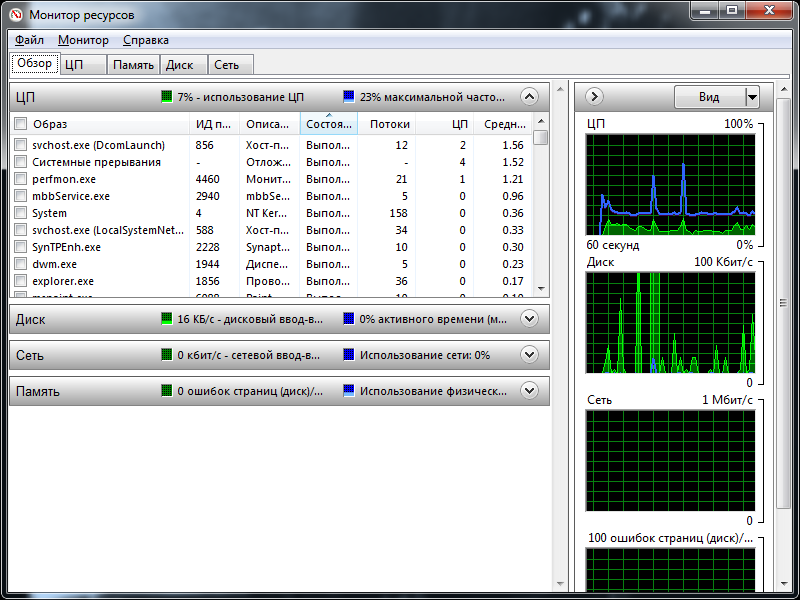 Монитор ресурсов
Файл Монитор Справка
Обзор ЦП Память Диск Сеть
ЦП 7% - использование ЦП 23% максимальной часто...
Образ ИД п... Описа... Состоя... Потоки ЦП Средн...
svchost.exe (DcomLaunch) 856 Хост-п... Выпол... 12 2 1.56
Системные прерывания - Отлож... Выпол... - 4 1.52
perfmon.exe 4460 Монит... Выпол... 21 1 1.21
mbbService.exe 2940 mbbSe... Выпол... 5 0 0.96
System 4 NT Ker... Выпол... 158 0 0.36
svchost.exe (LocalSystemNet... 588 Хост-п... Выпол... 34 0 0.33
SynTPEnh.exe 2228 Synapt... Выпол... 10 0 0.30
dwm.exe 1944 Диспе... Выпол... 5 0 0.23
explorer.exe 1856 Прово... Выпол... 36 0 0.17
Диск 16 КБ/с - дисковый ввод-в... 0% активного времени (м...
Сеть 0 кбит/с - сетевой ввод-в... Использование сети: 0%
Память 0 ошибок страниц (диск)/... Использование физическ...
Вид
ЦП 100%
60 секунд 0%
Диск 100 Кбит/с
0
Сеть 1 Мбит/с
0
100 ошибок страниц (диск)/...